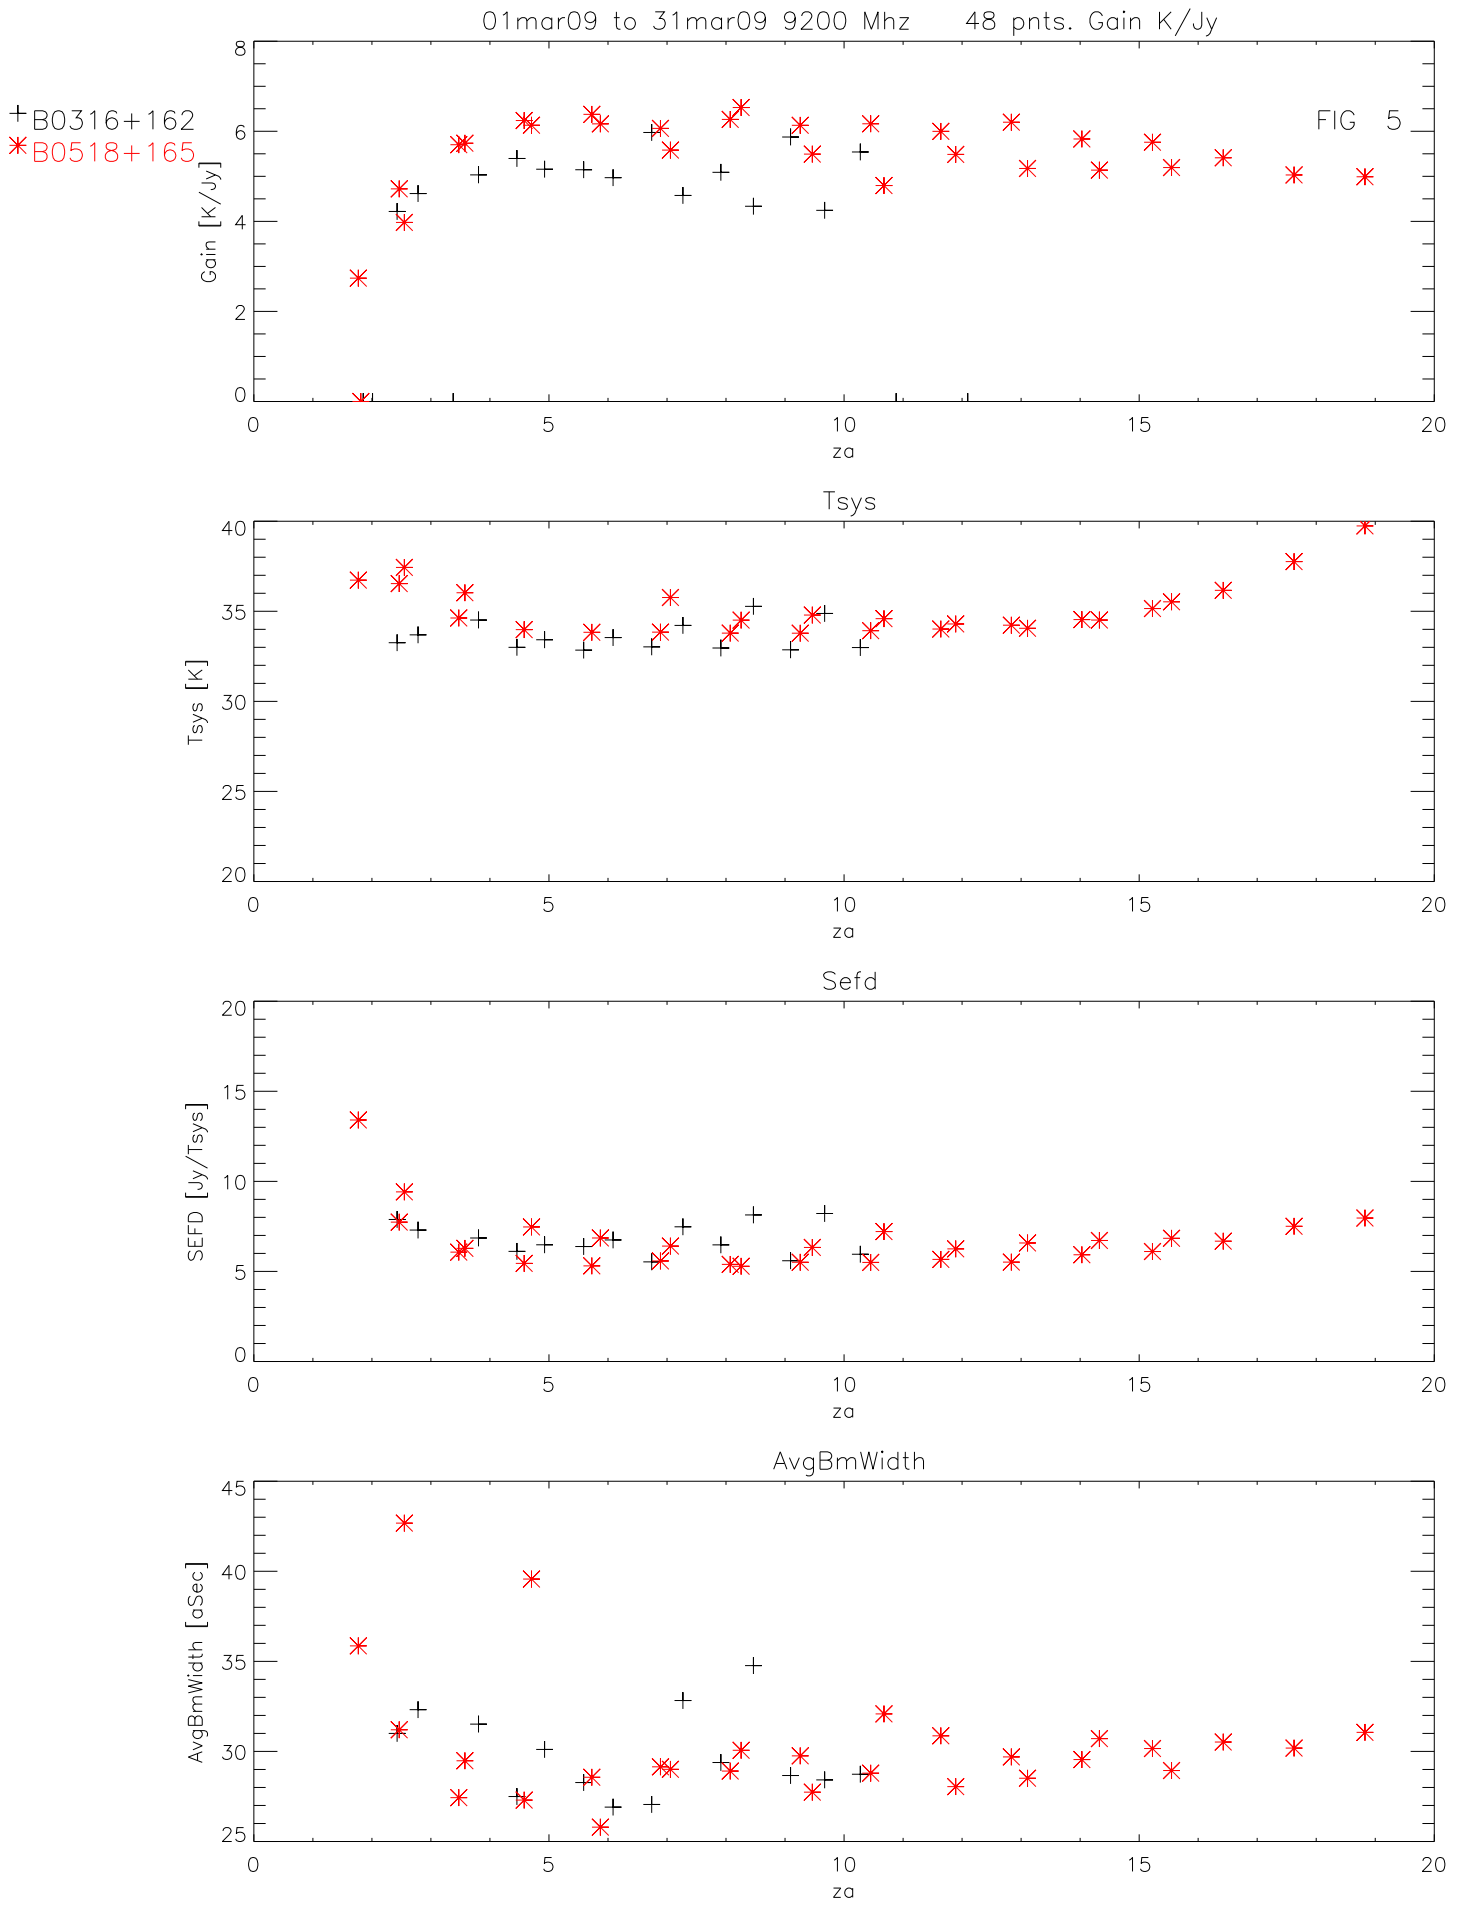 01mar09 to 31mar09 9200 Mhz 48 pnts. Gain K/Jy
B0316+162
B0518+165
FIG 5
Gain [K/Jy]
8
6
4
2
0
0 5 10 15 20
za
Tsys
Tsys [K]
40
35
30
25
20
0 5 10 15 20
za
Sefd
SEFD [Jy/Tsys]
20
15
10
5
0
0 5 10 15 20
za
AvgBmWidth
AvgBmWidth [aSec]
45
40
35
30
25
0 5 10 15 20
za